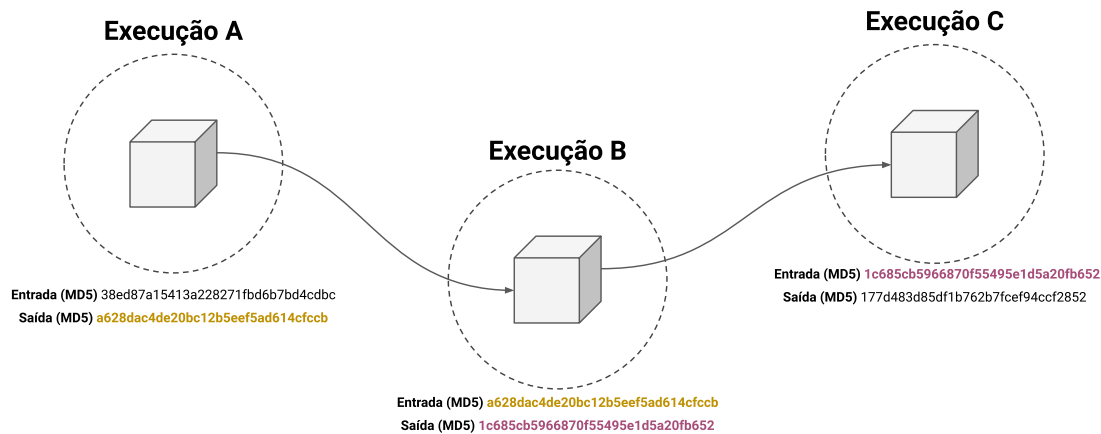 Execução A
Entrada (MD5) 38ed87a15413a228271fbd6b7bd4cdbc
Saída (MD5) a628dac4de20bc12b5eef5ad614cfccb
Execução B
Entrada (MD5) a628dac4de20bc12b5eef5ad614cfccb
Saída (MD5) 1c685cb5966870f55495e1d5a20fb652
Execução C
Entrada (MD5) 1c685cb5966870f55495e1d5a20fb652
Saída (MD5) 177d483d85df1b762b7fcef94ccf2852